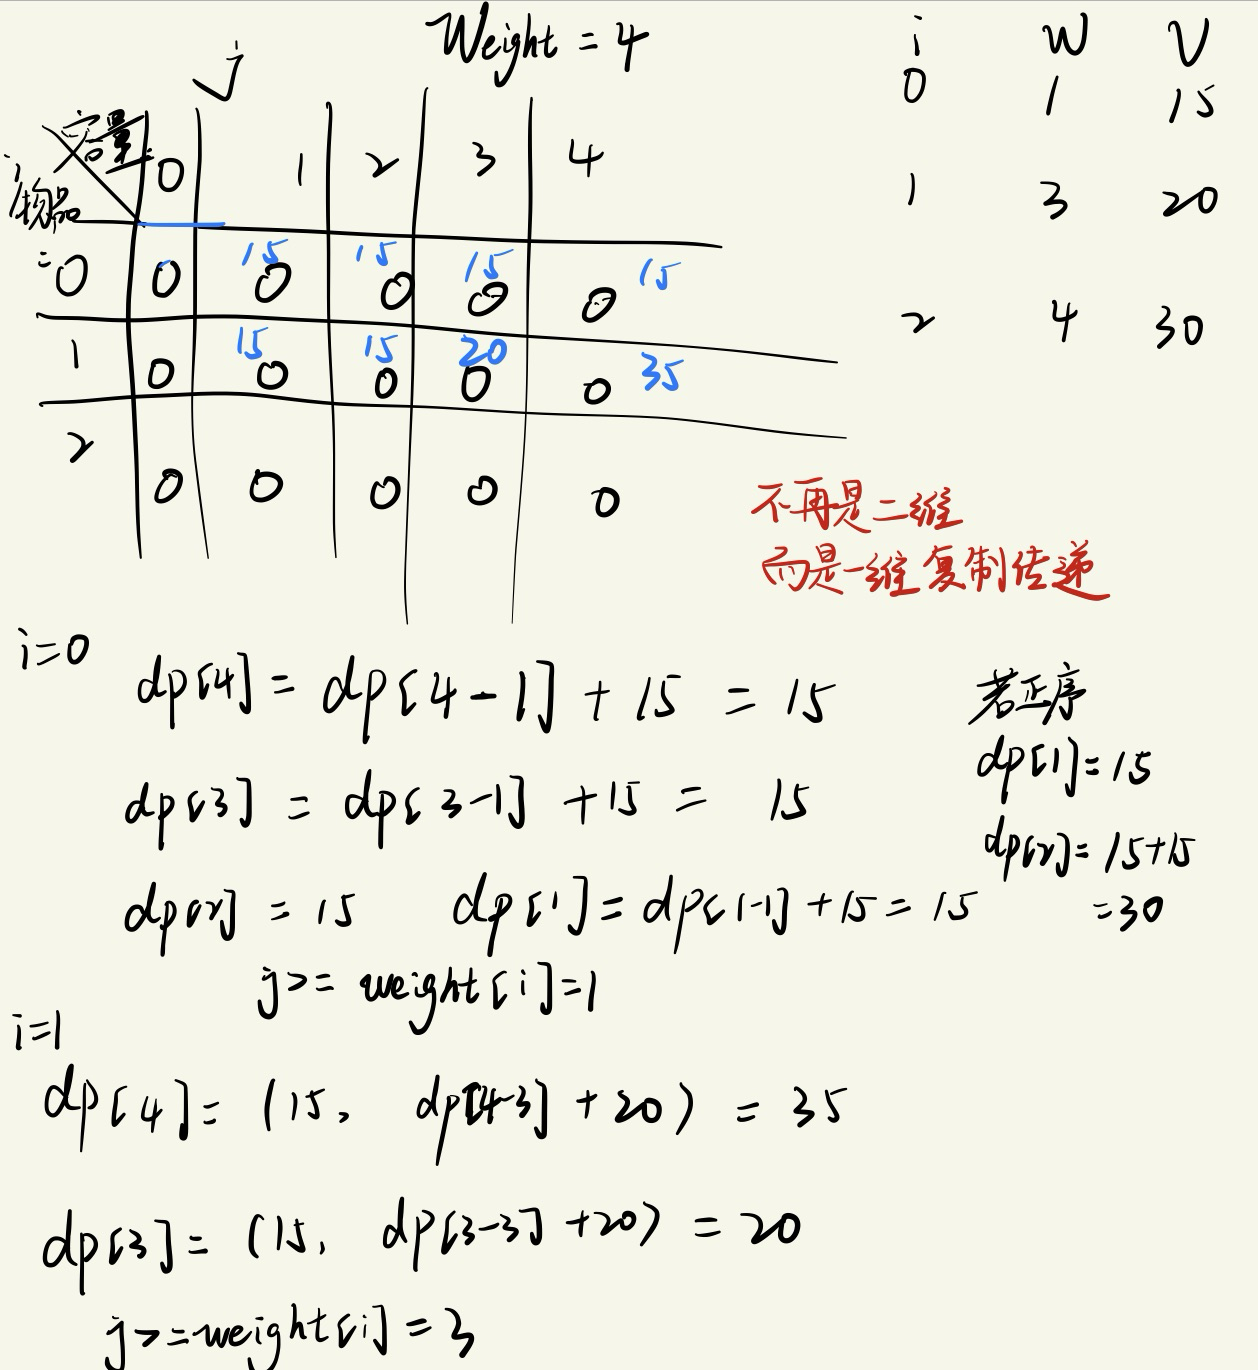 Weight = 4
i W V
0 1 15
1 3 20
2 4 30
j
容量 0 1 2 3 4
i
物品
0 0 15 0 15 0 15 0 15 0
1 0 15 0 15 0 20 0 35 0
2 0 0 0 0 0
不再是二维
而是一维复制传递
i=0
dp[4] = dp[4-1] + 15 = 15
dp[3] = dp[3-1] +15 = 15
dp[2] = 15 dp[1] = dp[1-1] +15 = 15
j>= weight[i]=1
若正序
dp[1]=15
dp[2]= 15+15
=30
i=1
dp[4]= (15, dp[4-3] + 20) = 35
dp[3]= (15, dp[3-3] +20) = 20
j>=weight[i] = 3